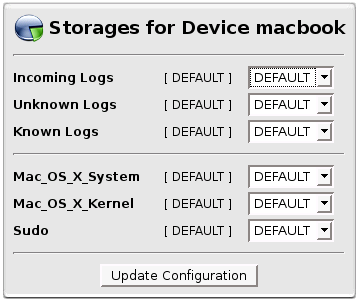 Storages for Device macbook
Incoming Logs [ DEFAULT ] DEFAULT
Unknown Logs [ DEFAULT ] DEFAULT
Known Logs [ DEFAULT ] DEFAULT
Mac_OS_X_System [ DEFAULT ] DEFAULT
Mac_OS_X_Kernel [ DEFAULT ] DEFAULT
Sudo [ DEFAULT ] DEFAULT
Update Configuration